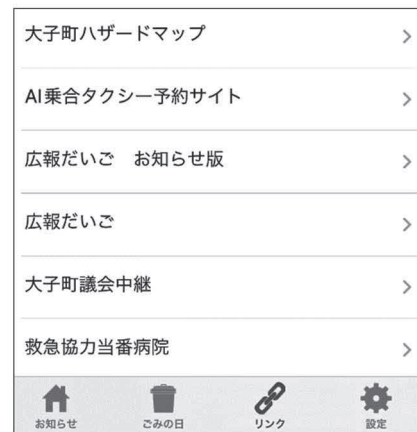 大子町ハザードマップ
AI乗合タクシー予約サイト
広報だいご　お知らせ版
広報だいご
大子町議会中継
救急協力当番病院
お知らせ
ごみの日
リンク
設定